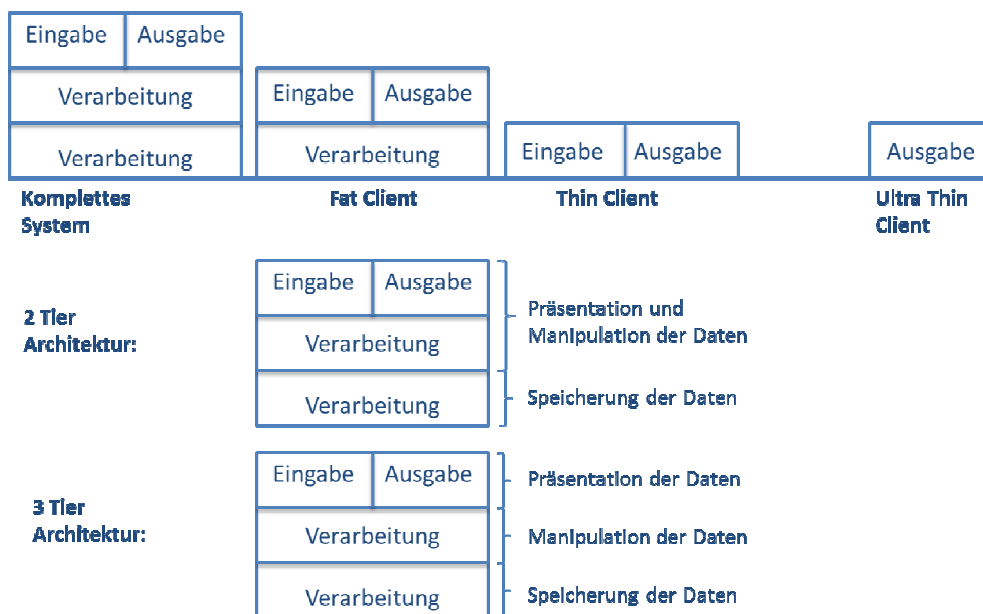 Eingabe Ausgabe
Verarbeitung
Eingabe Ausgabe
Verarbeitung
Verarbeitung
Eingabe Ausgabe
Ausgabe
Komplettes
System
Fat Client
Thin Client
Ultra Thin
Client
Eingabe Ausgabe
2 Tier
Architektur:
Verarbeitung
Präsentation und
Manipulation der Daten
Verarbeitung
Speicherung der Daten
Eingabe Ausgabe
Präsentation der Daten
3 Tier
Architektur:
Verarbeitung
Manipulation der Daten
Verarbeitung
Speicherung der Daten